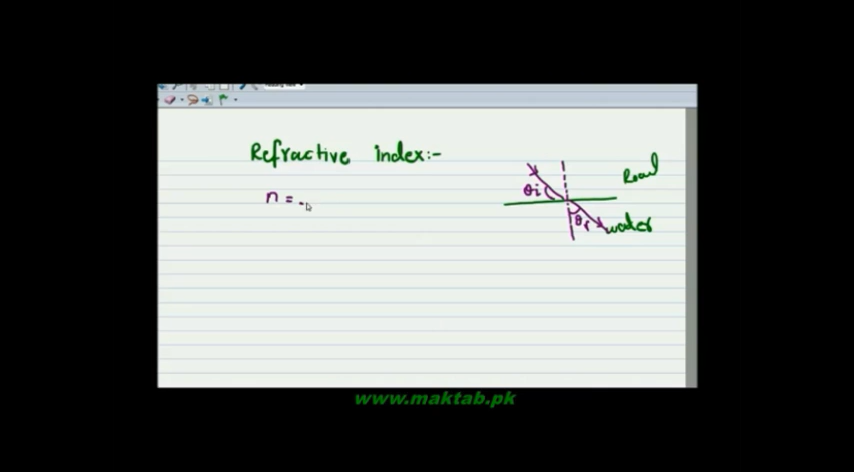 Refractive index:-
n =
Road
θi
θr
water
www.maktab.pk